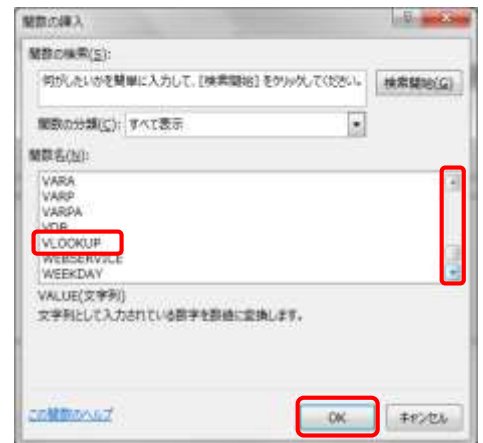 関数の挿入
関数の検索(S):
何がしたいかを簡単に入力して、[検索開始] をクリックしてください。
検索開始(G)
関数の分類(C): すべて表示
関数名(N):
VARA
VARP
VARPA
VDB
VLOOKUP
WEBSERVICE
WEEKDAY
VALUE(文字列)
文字列として入力されている数字を数値に変換します。
この関数のヘルプ
OK
キャンセル